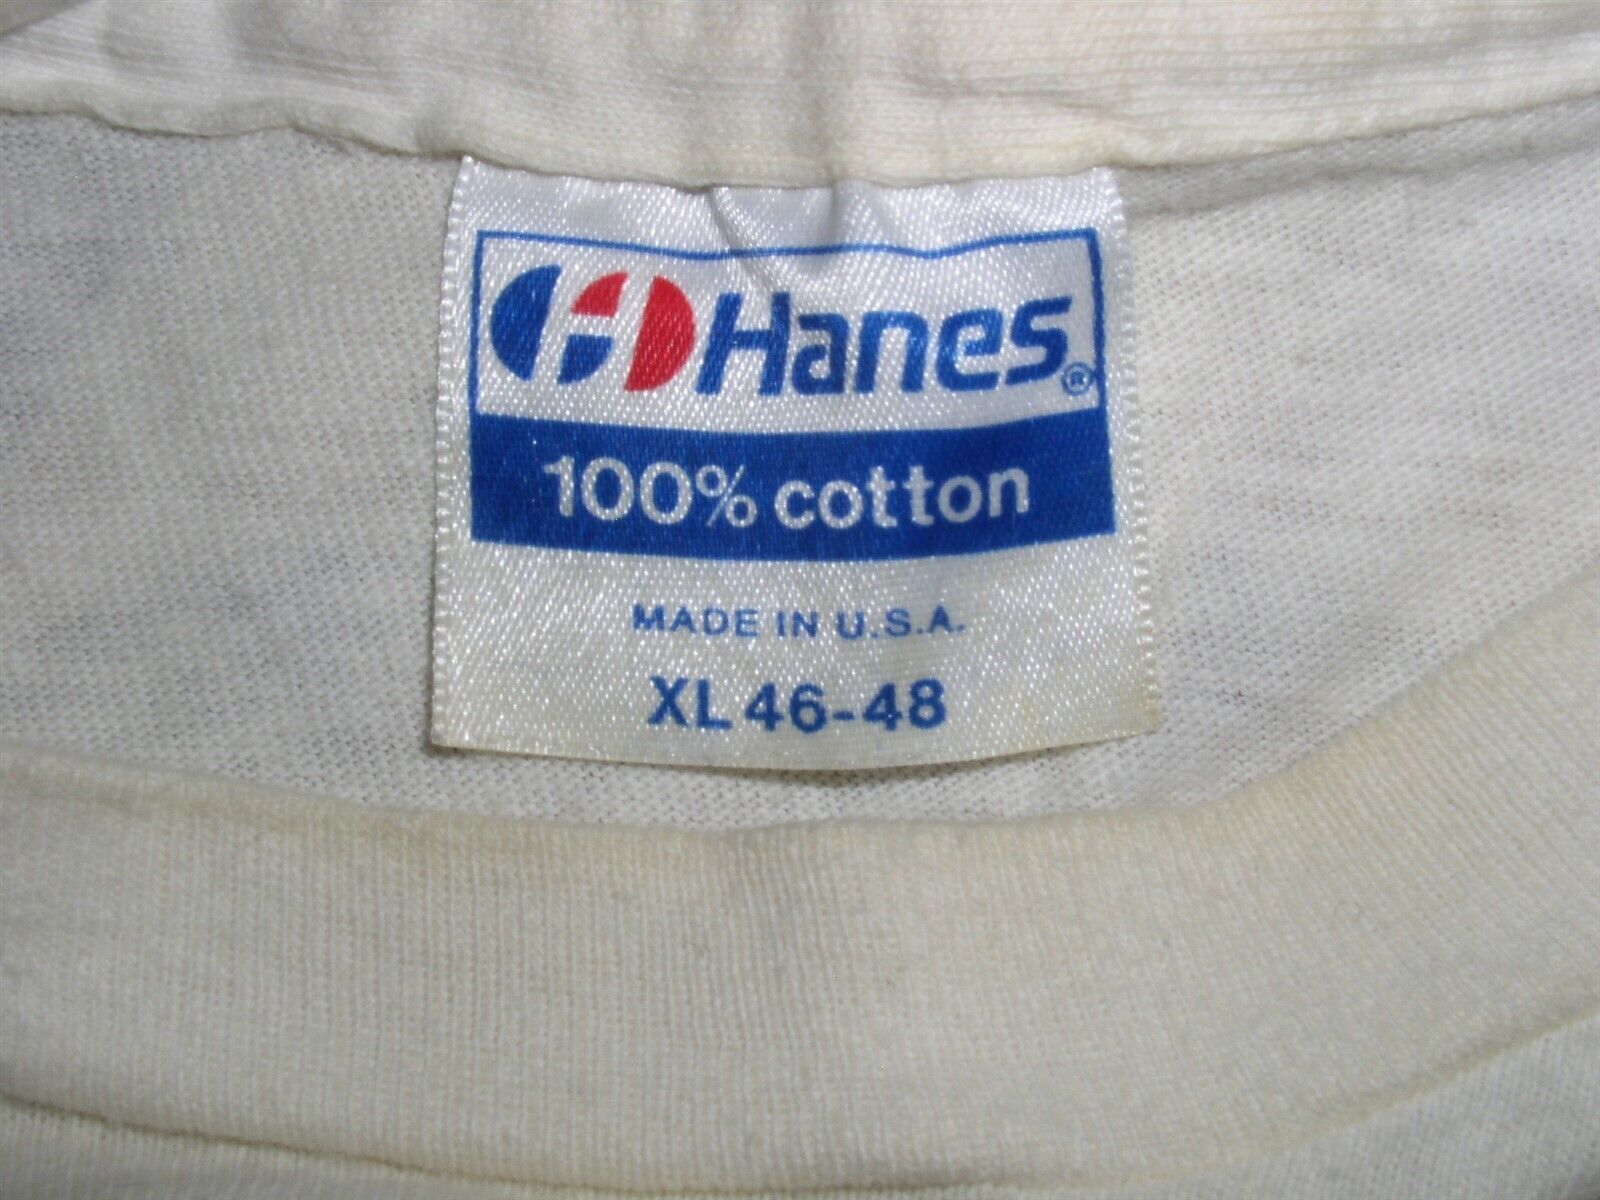 Hanes®
100% cotton
MADE IN U.S.A.
XL 46-48